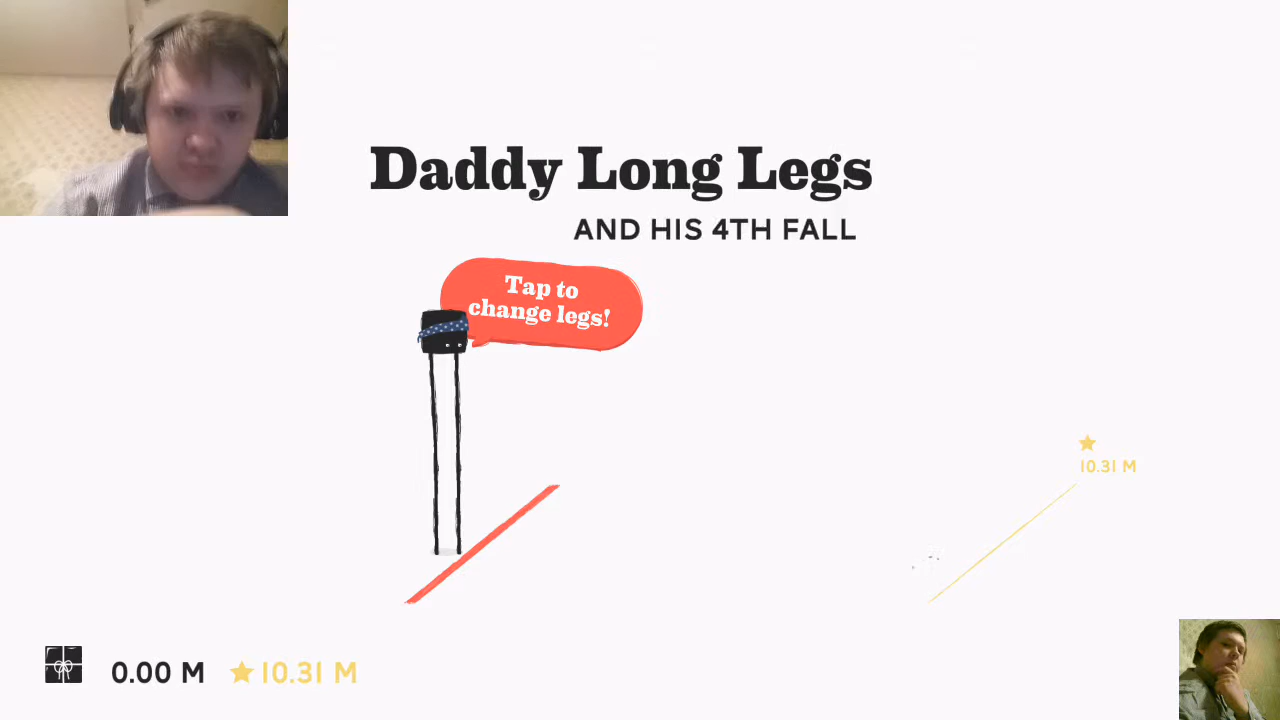 Daddy Long Legs
AND HIS 4TH FALL
Tap to
change legs!
10.31 M
0.00 M
10.31 M